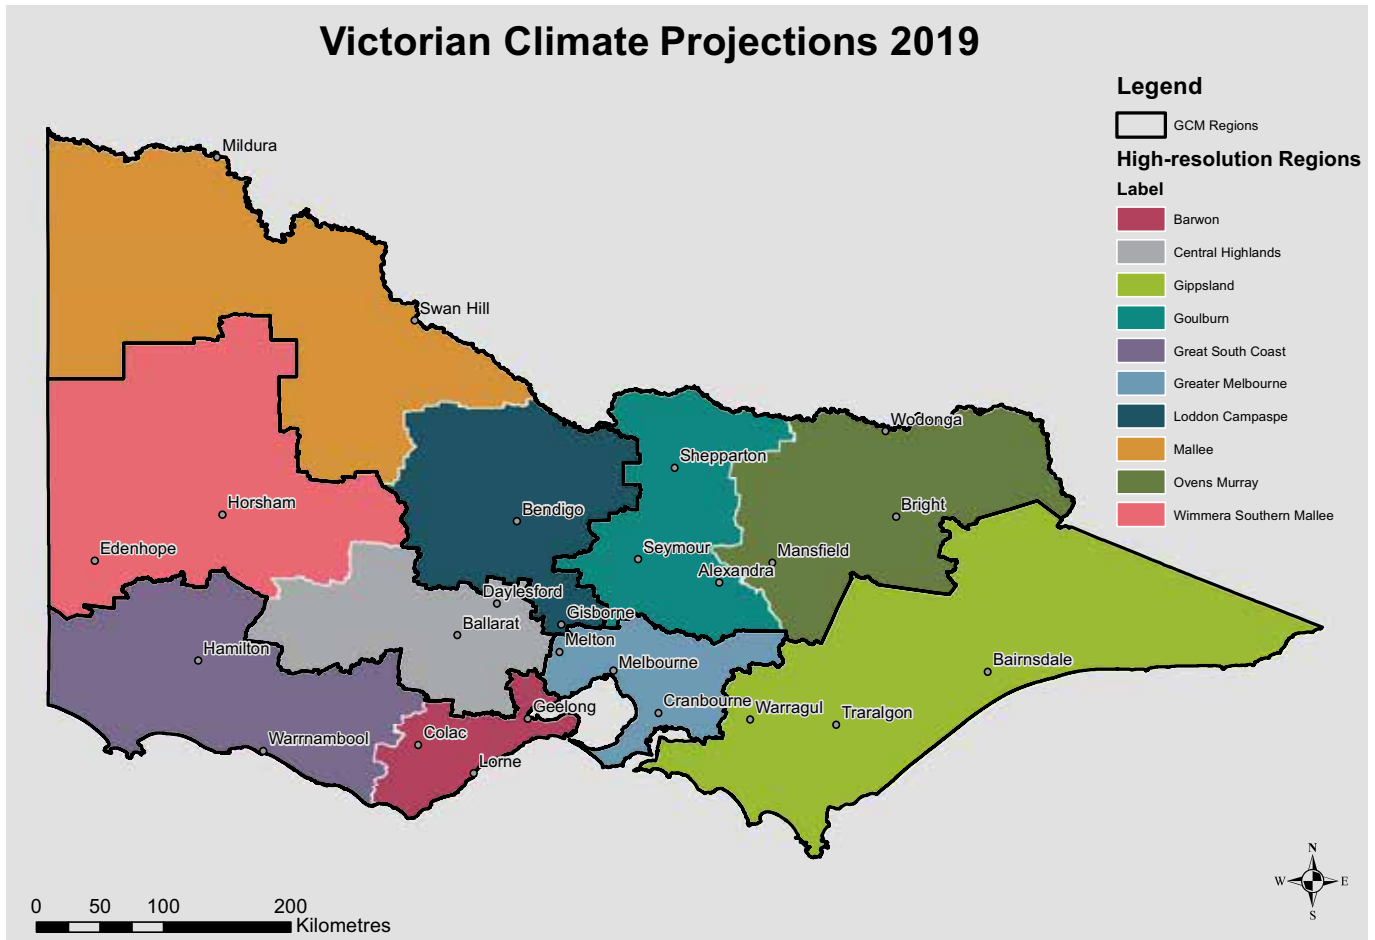 Victorian Climate Projections 2019
Legend
GCM Regions
High-resolution Regions
Label
Barwon
Central Highlands
Gippsland
Goulburn
Great South Coast
Greater Melbourne
Loddon Campaspe
Mallee
Ovens Murray
Wimmera Southern Mallee
Mildura
Swan Hill
Wodonga
Shepparton
Horsham
Bendigo
Bright
Edenhope
Seymour
Mansfield
Alexandra
Daylesford
Gisborne
Ballarat
Melton
Hamilton
Melbourne
Bairnsdale
Cranbourne
Geelong
Warragul
Traralgon
Colac
Warrnambool
Lorne
N
W
E
S
0 50 100 200
Kilometres